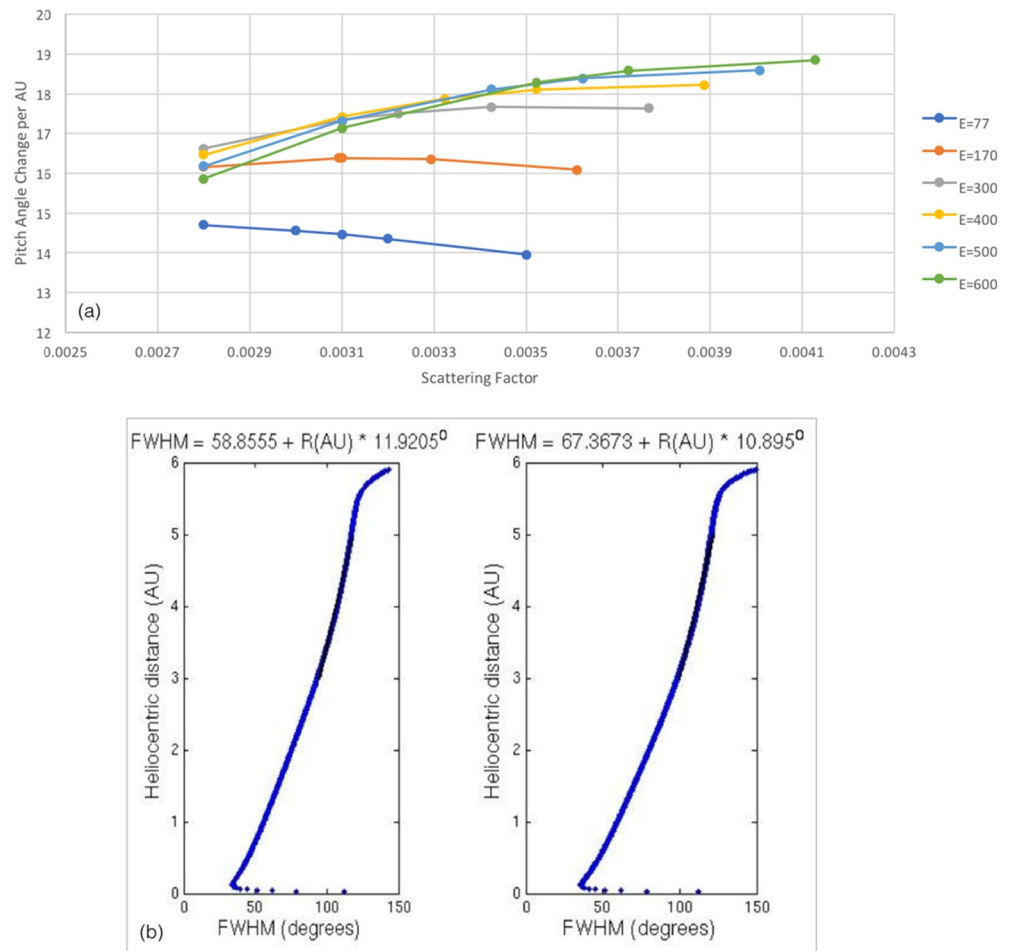 20
19
18
17
16
15
14
13
12
Pitch Angle Change per AU
(a)
0.0025 0.0027 0.0029 0.0031 0.0033 0.0035 0.0037 0.0039 0.0041 0.0043
Scattering Factor
E=77
E=170
E=300
E=400
E=500
E=600
FWHM = 58.8555 + R(AU) * 11.9205⁰
6
5
4
3
2
1
0
Heliocentric distance (AU)
0 50 100 150
FWHM (degrees)
FWHM = 67.3673 + R(AU) * 10.895⁰
6
5
4
3
2
1
0
Heliocentric distance (AU)
0 50 100 150
FWHM (degrees)
(b)